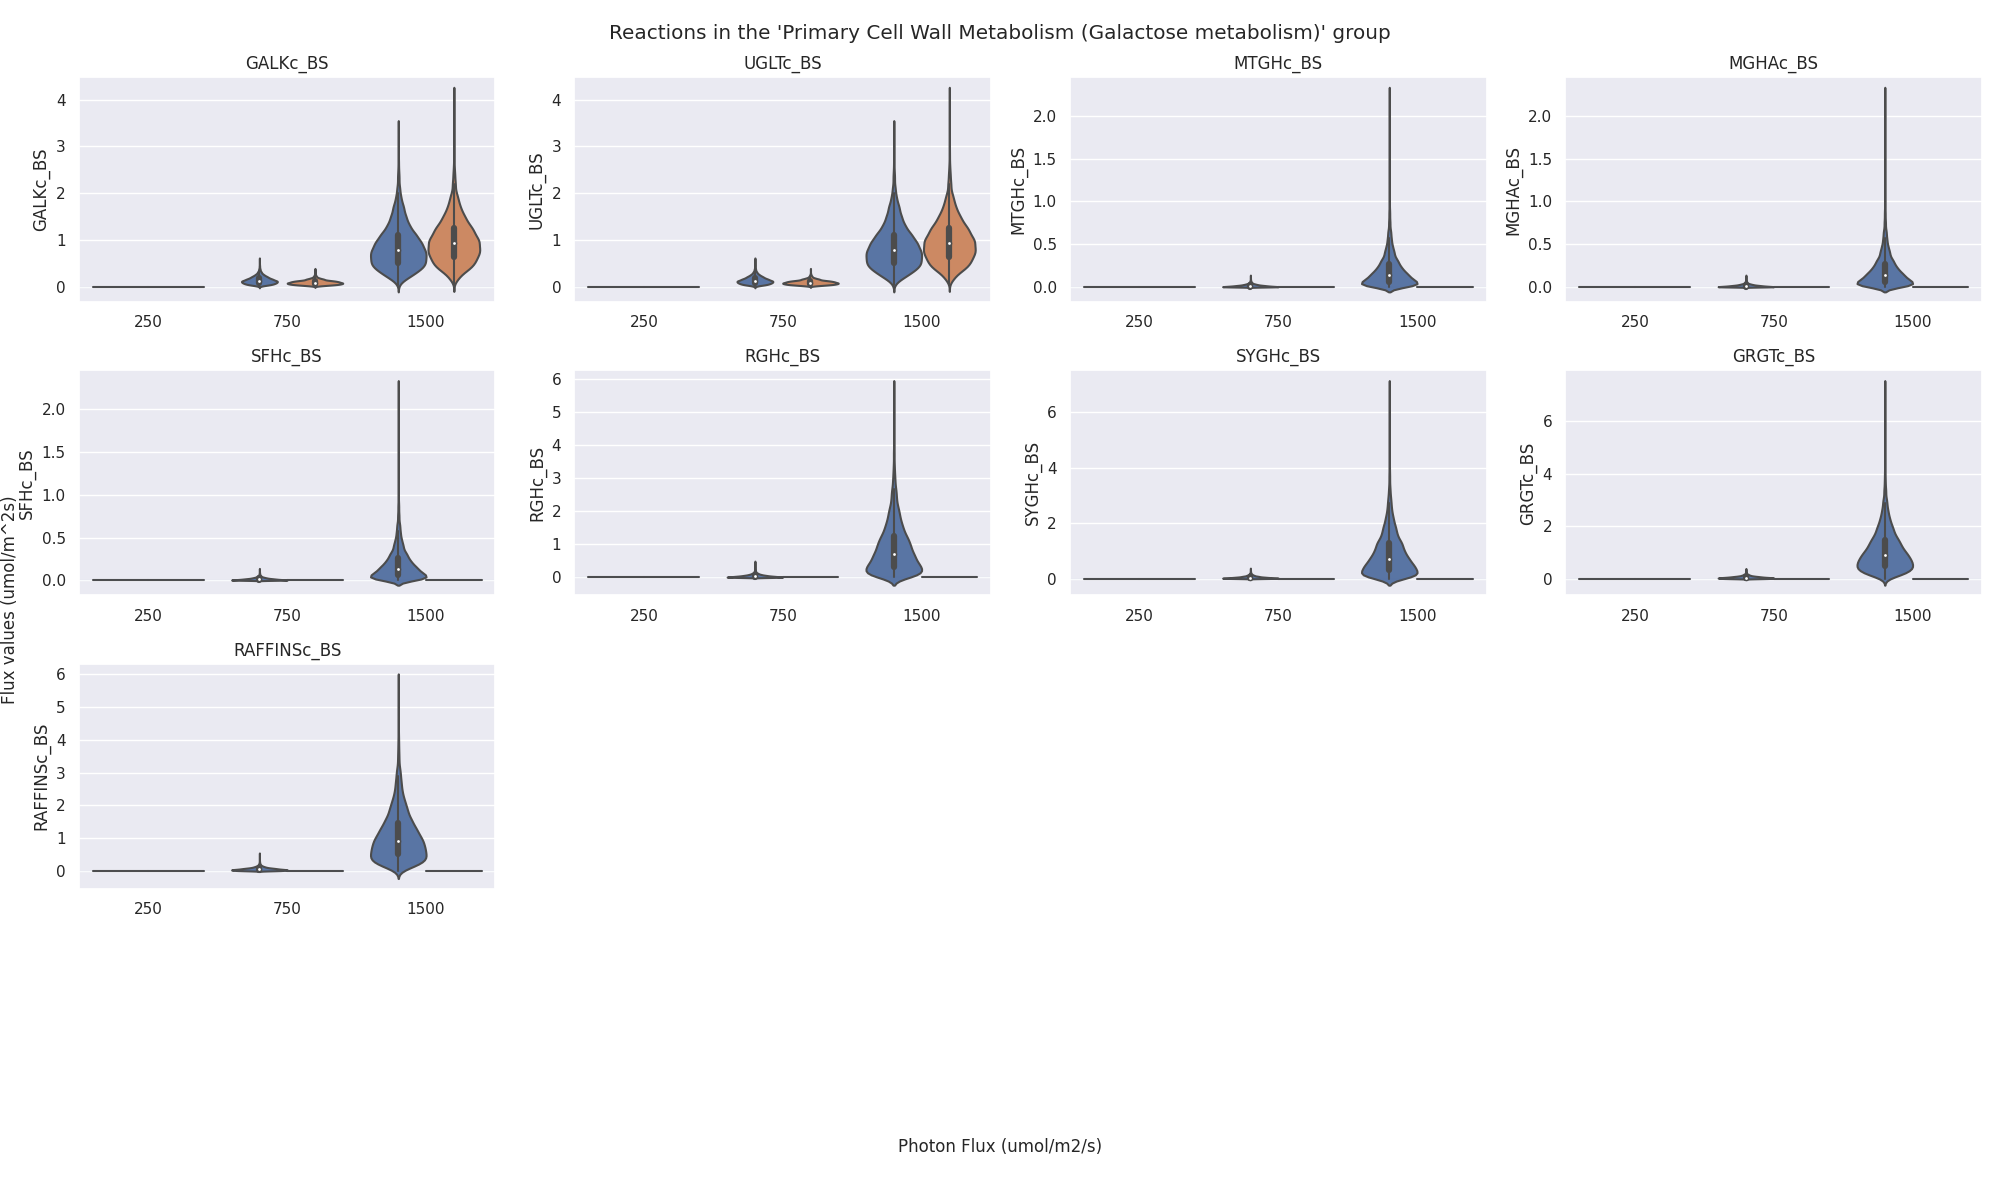 Reactions in the 'Primary Cell Wall Metabolism (Galactose metabolism)' group
GALKc_BS
GALKc_BS
4
3
2
1
0
250 750 1500
UGLTc_BS
UGLTc_BS
4
3
2
1
0
250 750 1500
MTGHc_BS
MTGHc_BS
2.0
1.5
1.0
0.5
0.0
250 750 1500
MGHAc_BS
MGHAc_BS
2.0
1.5
1.0
0.5
0.0
250 750 1500
SFHc_BS
SFHc_BS
2.0
1.5
1.0
0.5
0.0
250 750 1500
RGHc_BS
RGHc_BS
6
5
4
3
2
1
0
250 750 1500
SYGHc_BS
SYGHc_BS
6
4
2
0
250 750 1500
GRGTc_BS
GRGTc_BS
6
4
2
0
250 750 1500
Flux values (umol/m^2s)
RAFFINSc_BS
RAFFINSc_BS
6
5
4
3
2
1
0
250 750 1500
Photon Flux (umol/m2/s)